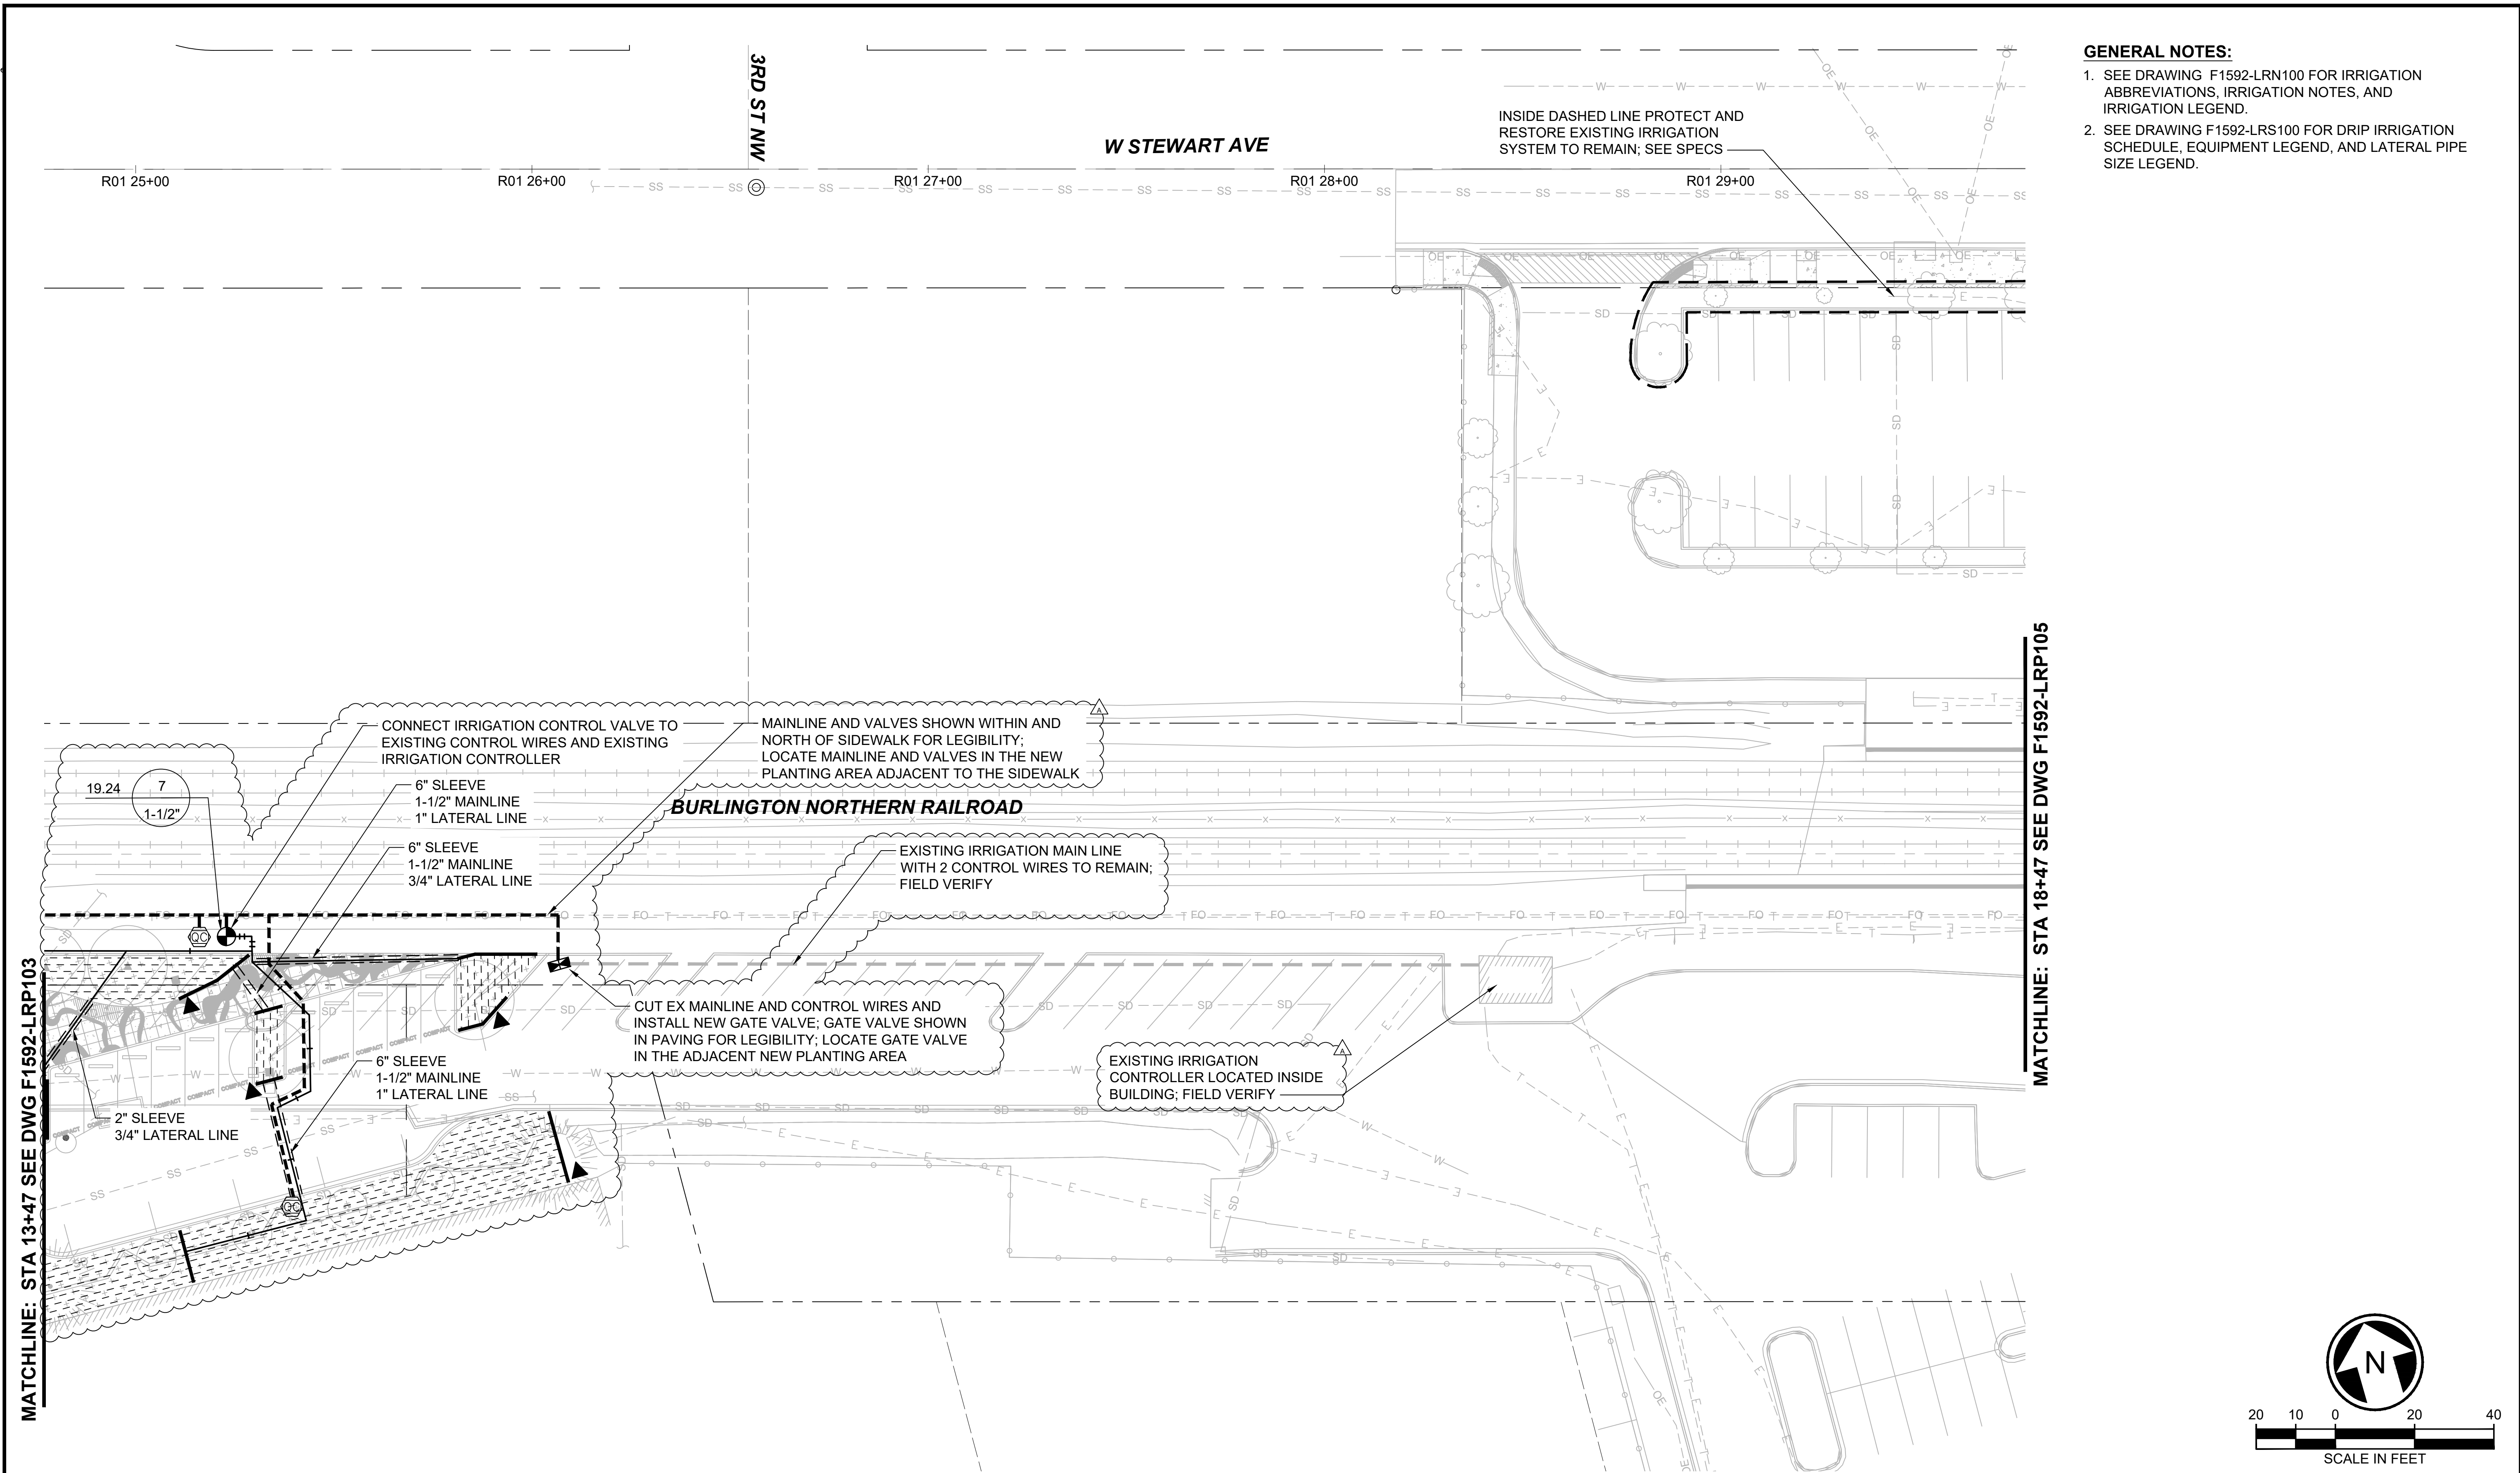 GENERAL NOTES:
1. SEE DRAWING F1592-LRN100 FOR IRRIGATION
ABBREVIATIONS, IRRIGATION NOTES, AND
IRRIGATION LEGEND.
2. SEE DRAWING F1592-LRS100 FOR DRIP IRRIGATION
SCHEDULE, EQUIPMENT LEGEND, AND LATERAL PIPE
SIZE LEGEND.
3RD ST NW
W STEWART AVE
INSIDE DASHED LINE PROTECT AND
RESTORE EXISTING IRRIGATION
SYSTEM TO REMAIN; SEE SPECS
R01 25+00
R01 26+00
R01 27+00
R01 28+00
R01 29+00
CONNECT IRRIGATION CONTROL VALVE TO
EXISTING CONTROL WIRES AND EXISTING
IRRIGATION CONTROLLER
MAINLINE AND VALVES SHOWN WITHIN AND
NORTH OF SIDEWALK FOR LEGIBILITY;
LOCATE MAINLINE AND VALVES IN THE NEW
PLANTING AREA ADJACENT TO THE SIDEWALK
A
19.24
7
1-1/2"
6" SLEEVE
1-1/2" MAINLINE
1" LATERAL LINE
BURLINGTON NORTHERN RAILROAD
6" SLEEVE
1-1/2" MAINLINE
3/4" LATERAL LINE
EXISTING IRRIGATION MAIN LINE
WITH 2 CONTROL WIRES TO REMAIN;
FIELD VERIFY
QC
CUT EX MAINLINE AND CONTROL WIRES AND
INSTALL NEW GATE VALVE; GATE VALVE SHOWN
IN PAVING FOR LEGIBILITY; LOCATE GATE VALVE
IN THE ADJACENT NEW PLANTING AREA
A
EXISTING IRRIGATION
CONTROLLER LOCATED INSIDE
BUILDING; FIELD VERIFY
6" SLEEVE
1-1/2" MAINLINE
1" LATERAL LINE
2" SLEEVE
3/4" LATERAL LINE
QC
MATCHLINE: STA 13+47 SEE DWG F1592-LRP103
MATCHLINE: STA 18+47 SEE DWG F1592-LRP105
N
20 10 0 20 40
SCALE IN FEET